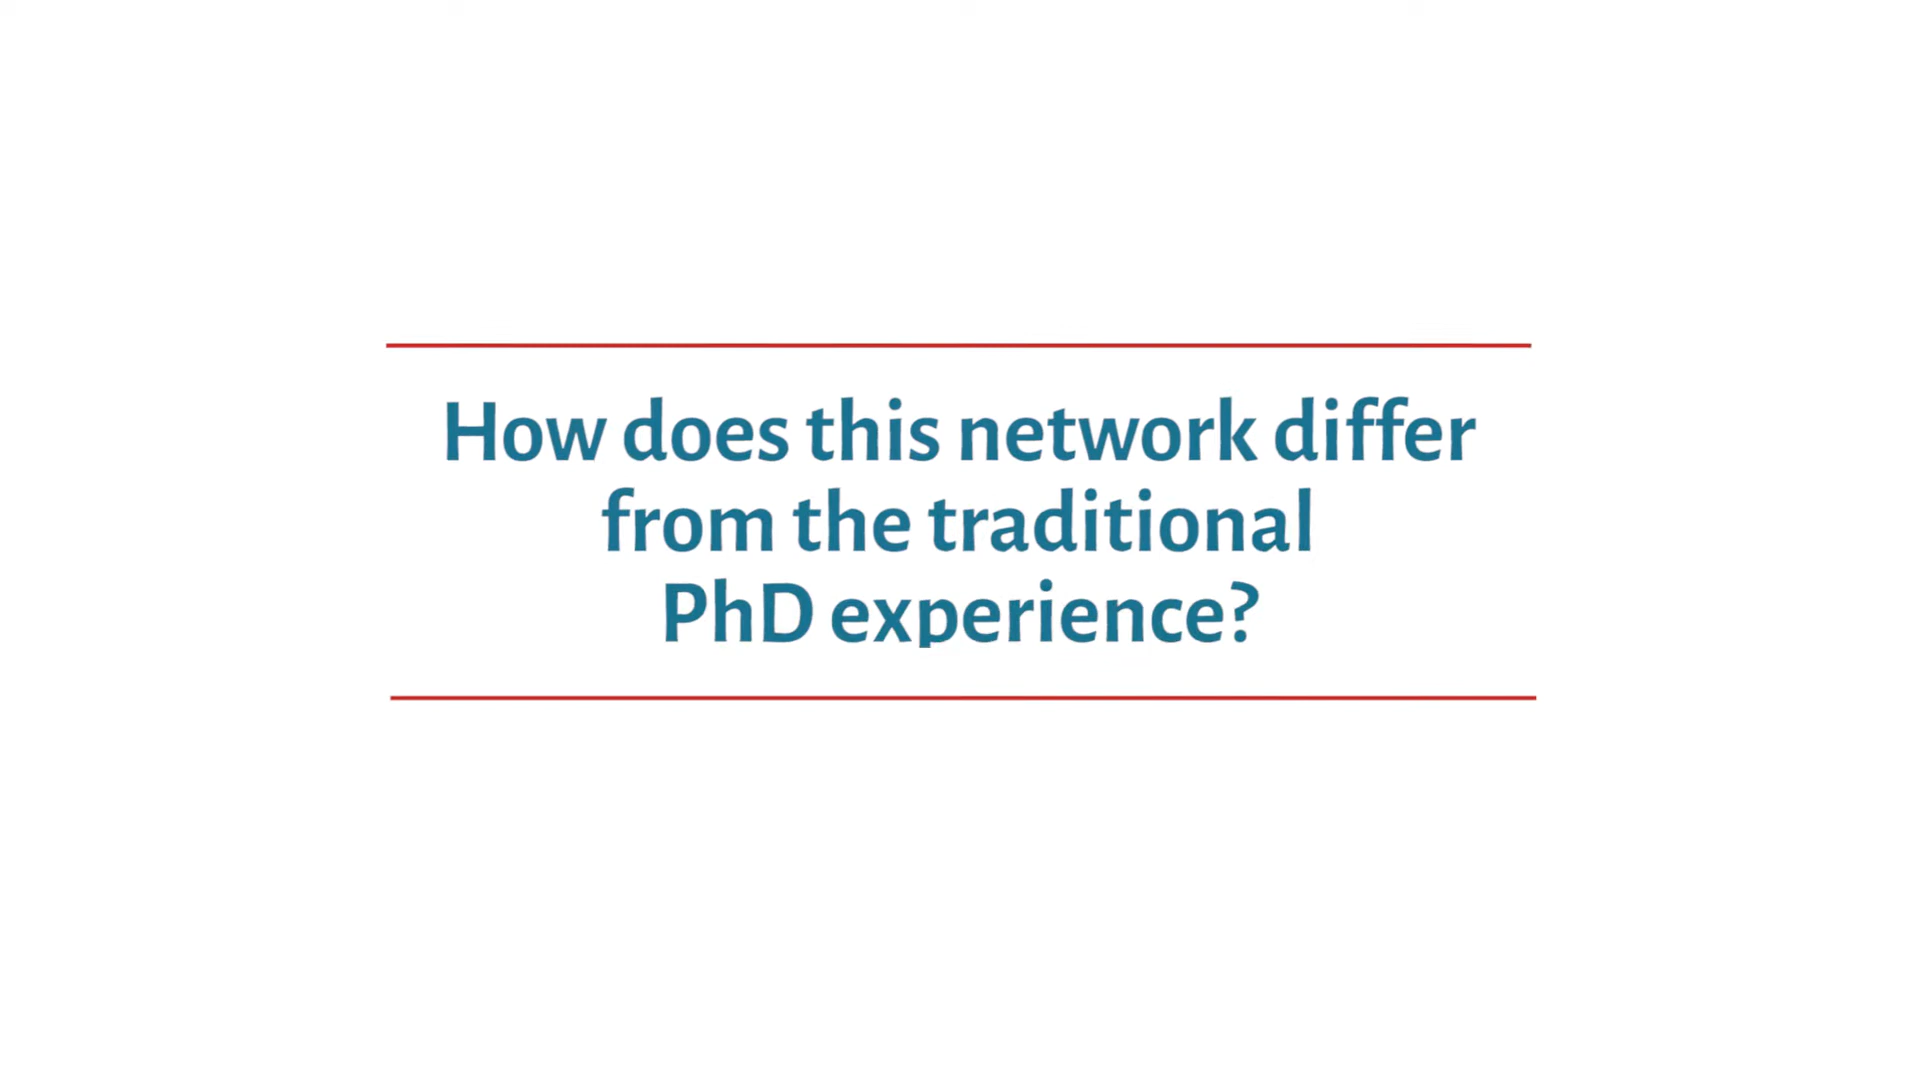 How does this network differ
from the traditional
PhD experience?